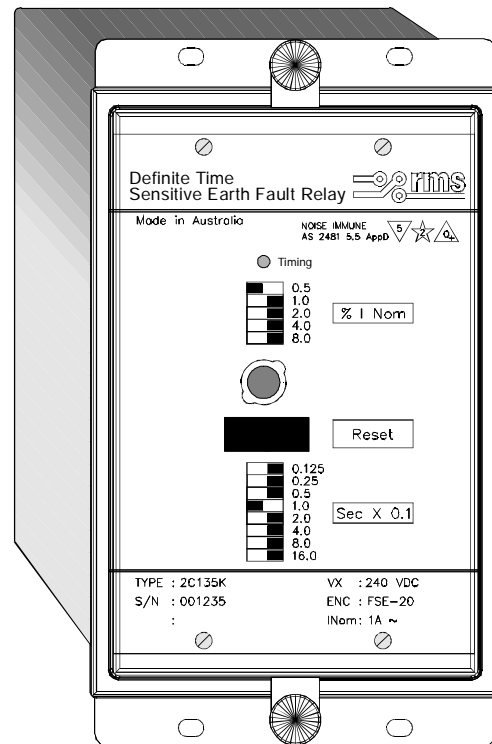 Definite Time
Sensitive Earth Fault Relay
rms
Made in Australia
NOISE IMMUNE
AS 2481 5.5 AppD
5 2 0+
Timing
0.5
1.0
2.0
4.0
8.0
% I Nom
Reset
0.125
0.25
0.5
1.0
2.0
4.0
8.0
16.0
Sec X 0.1
TYPE : 2C135K
S/N : 001235
:
VX : 240 VDC
ENC : FSE-20
INom: 1A ~